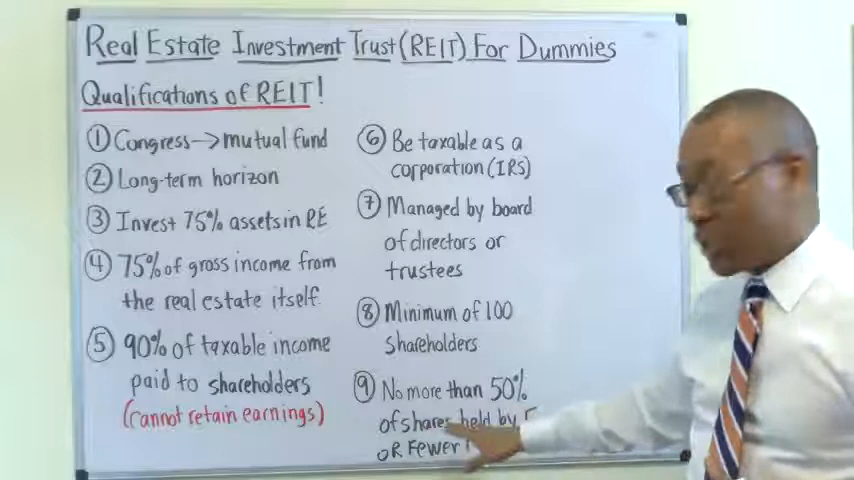 Real Estate Investment Trust (REIT) For Dummies
Qualifications of REIT!
① Congress → mutual fund
② Long-term horizon
③ Invest 75% assets in RE
④ 75% of gross income from
the real estate itself.
⑤ 90% of taxable income
paid to shareholders
(cannot retain earnings)
⑥ Be taxable as a
corporation (IRS)
⑦ Managed by board
of directors or
trustees
⑧ Minimum of 100
shareholders
⑨ No more than 50%
of shares held by
oR Fewer